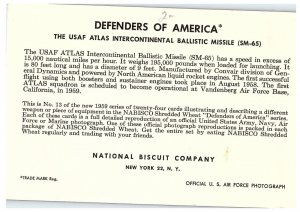 2-
DEFENDERS OF AMERICA*
THE USAF ATLAS INTERCONTINENTAL BALLISTIC MISSILE (SM-65)
The USAF ATLAS Intercontinental Ballistic Missile (SM-65) has a speed in excess of
15,000 nautical miles per hour. It weighs 195,000 pounds when loaded for launching. It
is 80 feet long and has a diameter of 9 feet. Manufactured by Convair division of Gen-
eral Dynamics and powered by North American liquid rocket engines. The first successful
flight using both boosters and sustainer engines took place in August 1958. The first
ATLAS squadron is scheduled to become operational at Vandenberg Air Force Base,
California, in 1959.
This is No. 13 of the new 1959 series of twenty-four cards illustrating and describing a different
weapon or piece of equipment in the NABISCO Shredded Wheat "Defenders of America" series.
Each of these cards is a full detailed reproduction of an official United States Army, Navy, Air
Force or Marine photograph. One of these official photograph reproductions is packed in each
package of NABISCO Shredded Wheat. Get the entire set by eating NABISCO Shredded
Wheat regularly and trading with your friends.
NATIONAL BISCUIT COMPANY
NEW YORK 22, N. Y.
*TRADE MARK Reg.
OFFICIAL U. S. AIR FORCE PHOTOGRAPH